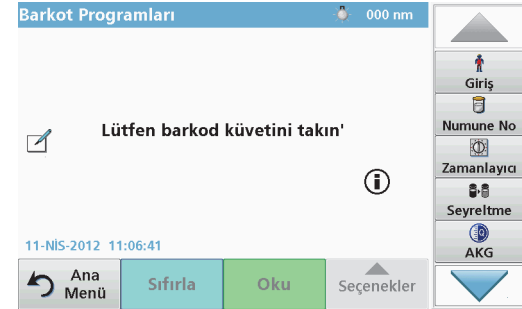 Barkot Programları
000 nm
Lütfen barkod küvetini takın'
11-NİS-2012 11:06:41
Giriş
Numune No
Zamanlayıcı
Seyreltme
AKG
Ana Menü
Sıfırla
Oku
Seçenekler